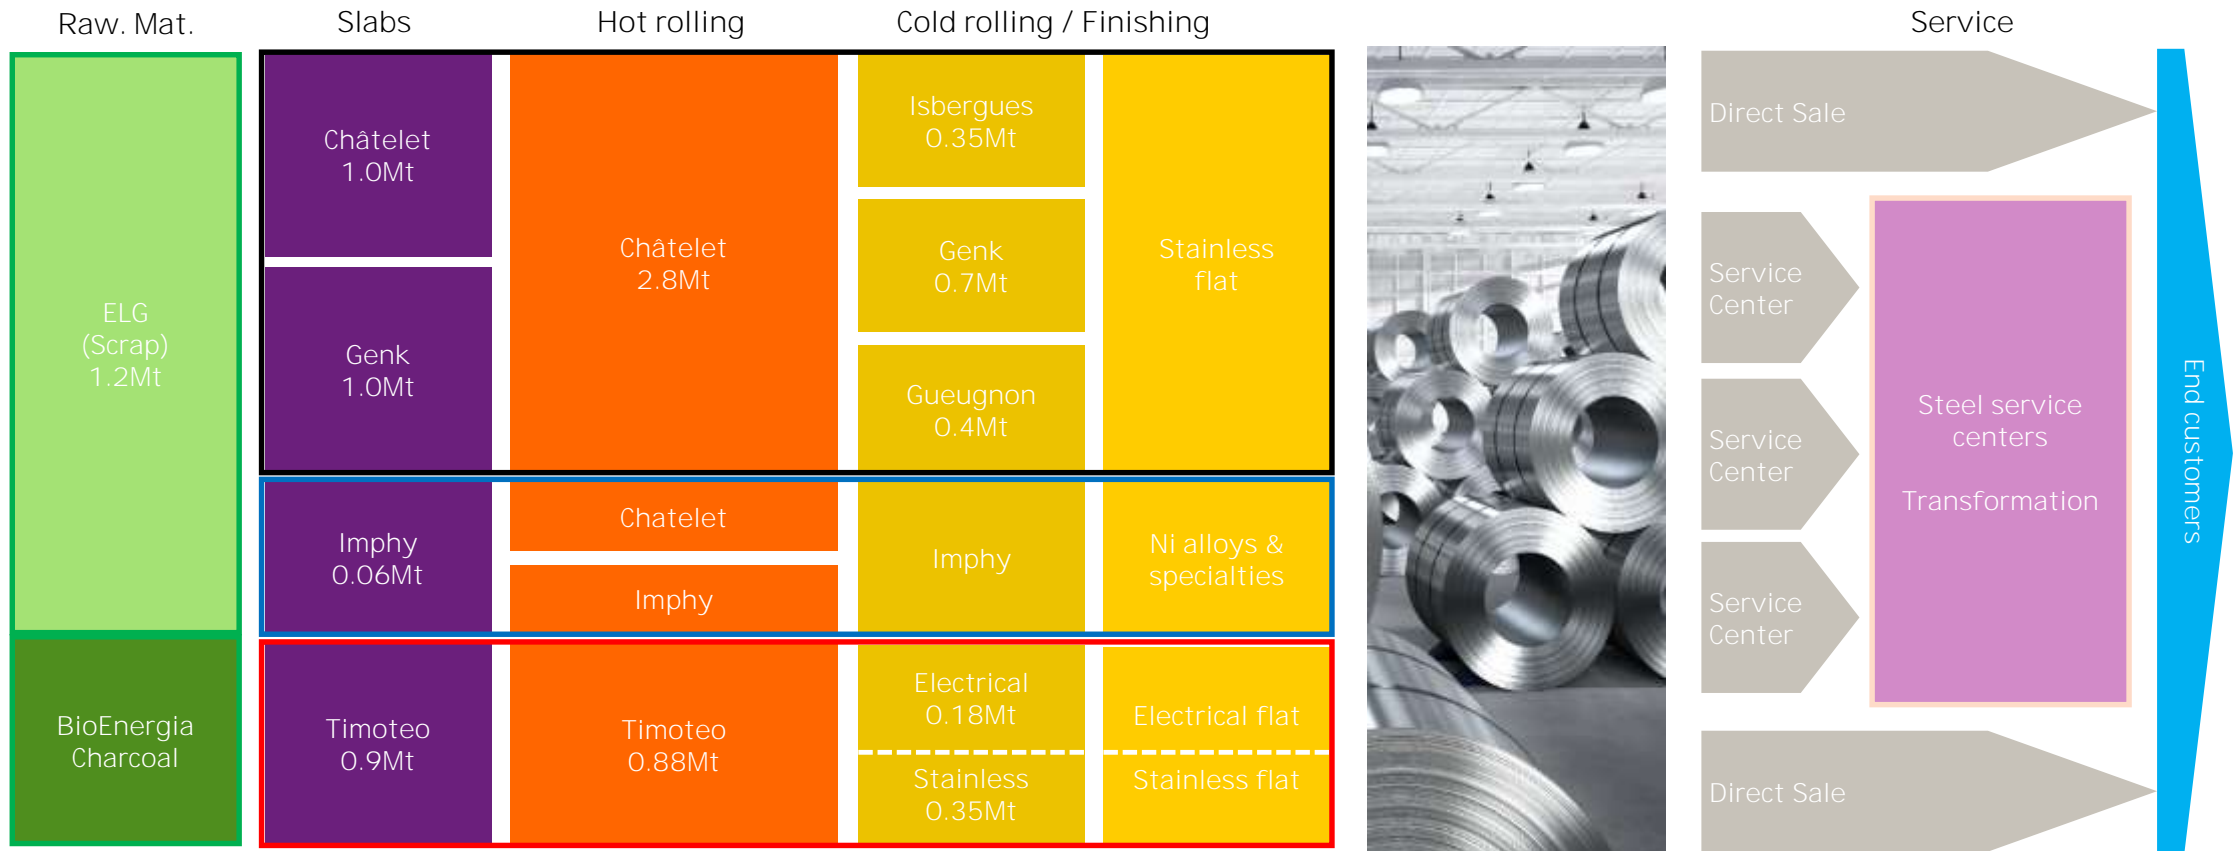 Raw. Mat.
Slabs
Hot rolling
Cold rolling / Finishing
Service
ELG
(Scrap)
1.2Mt
BioEnergia
Charcoal
Châtelet
1.0Mt
Genk
1.0Mt
Châtelet
2.8Mt
Isbergues
0.35Mt
Genk
0.7Mt
Gueugnon
0.4Mt
Stainless
flat
Imphy
0.06Mt
Chatelet
Imphy
Imphy
Ni alloys &
specialties
Timoteo
0.9Mt
Timoteo
0.88Mt
Electrical
0.18Mt
Stainless
0.35Mt
Electrical flat
Stainless flat
Direct Sale
Service
Center
Service
Center
Service
Center
Direct Sale
Steel service
centers
Transformation
End customers